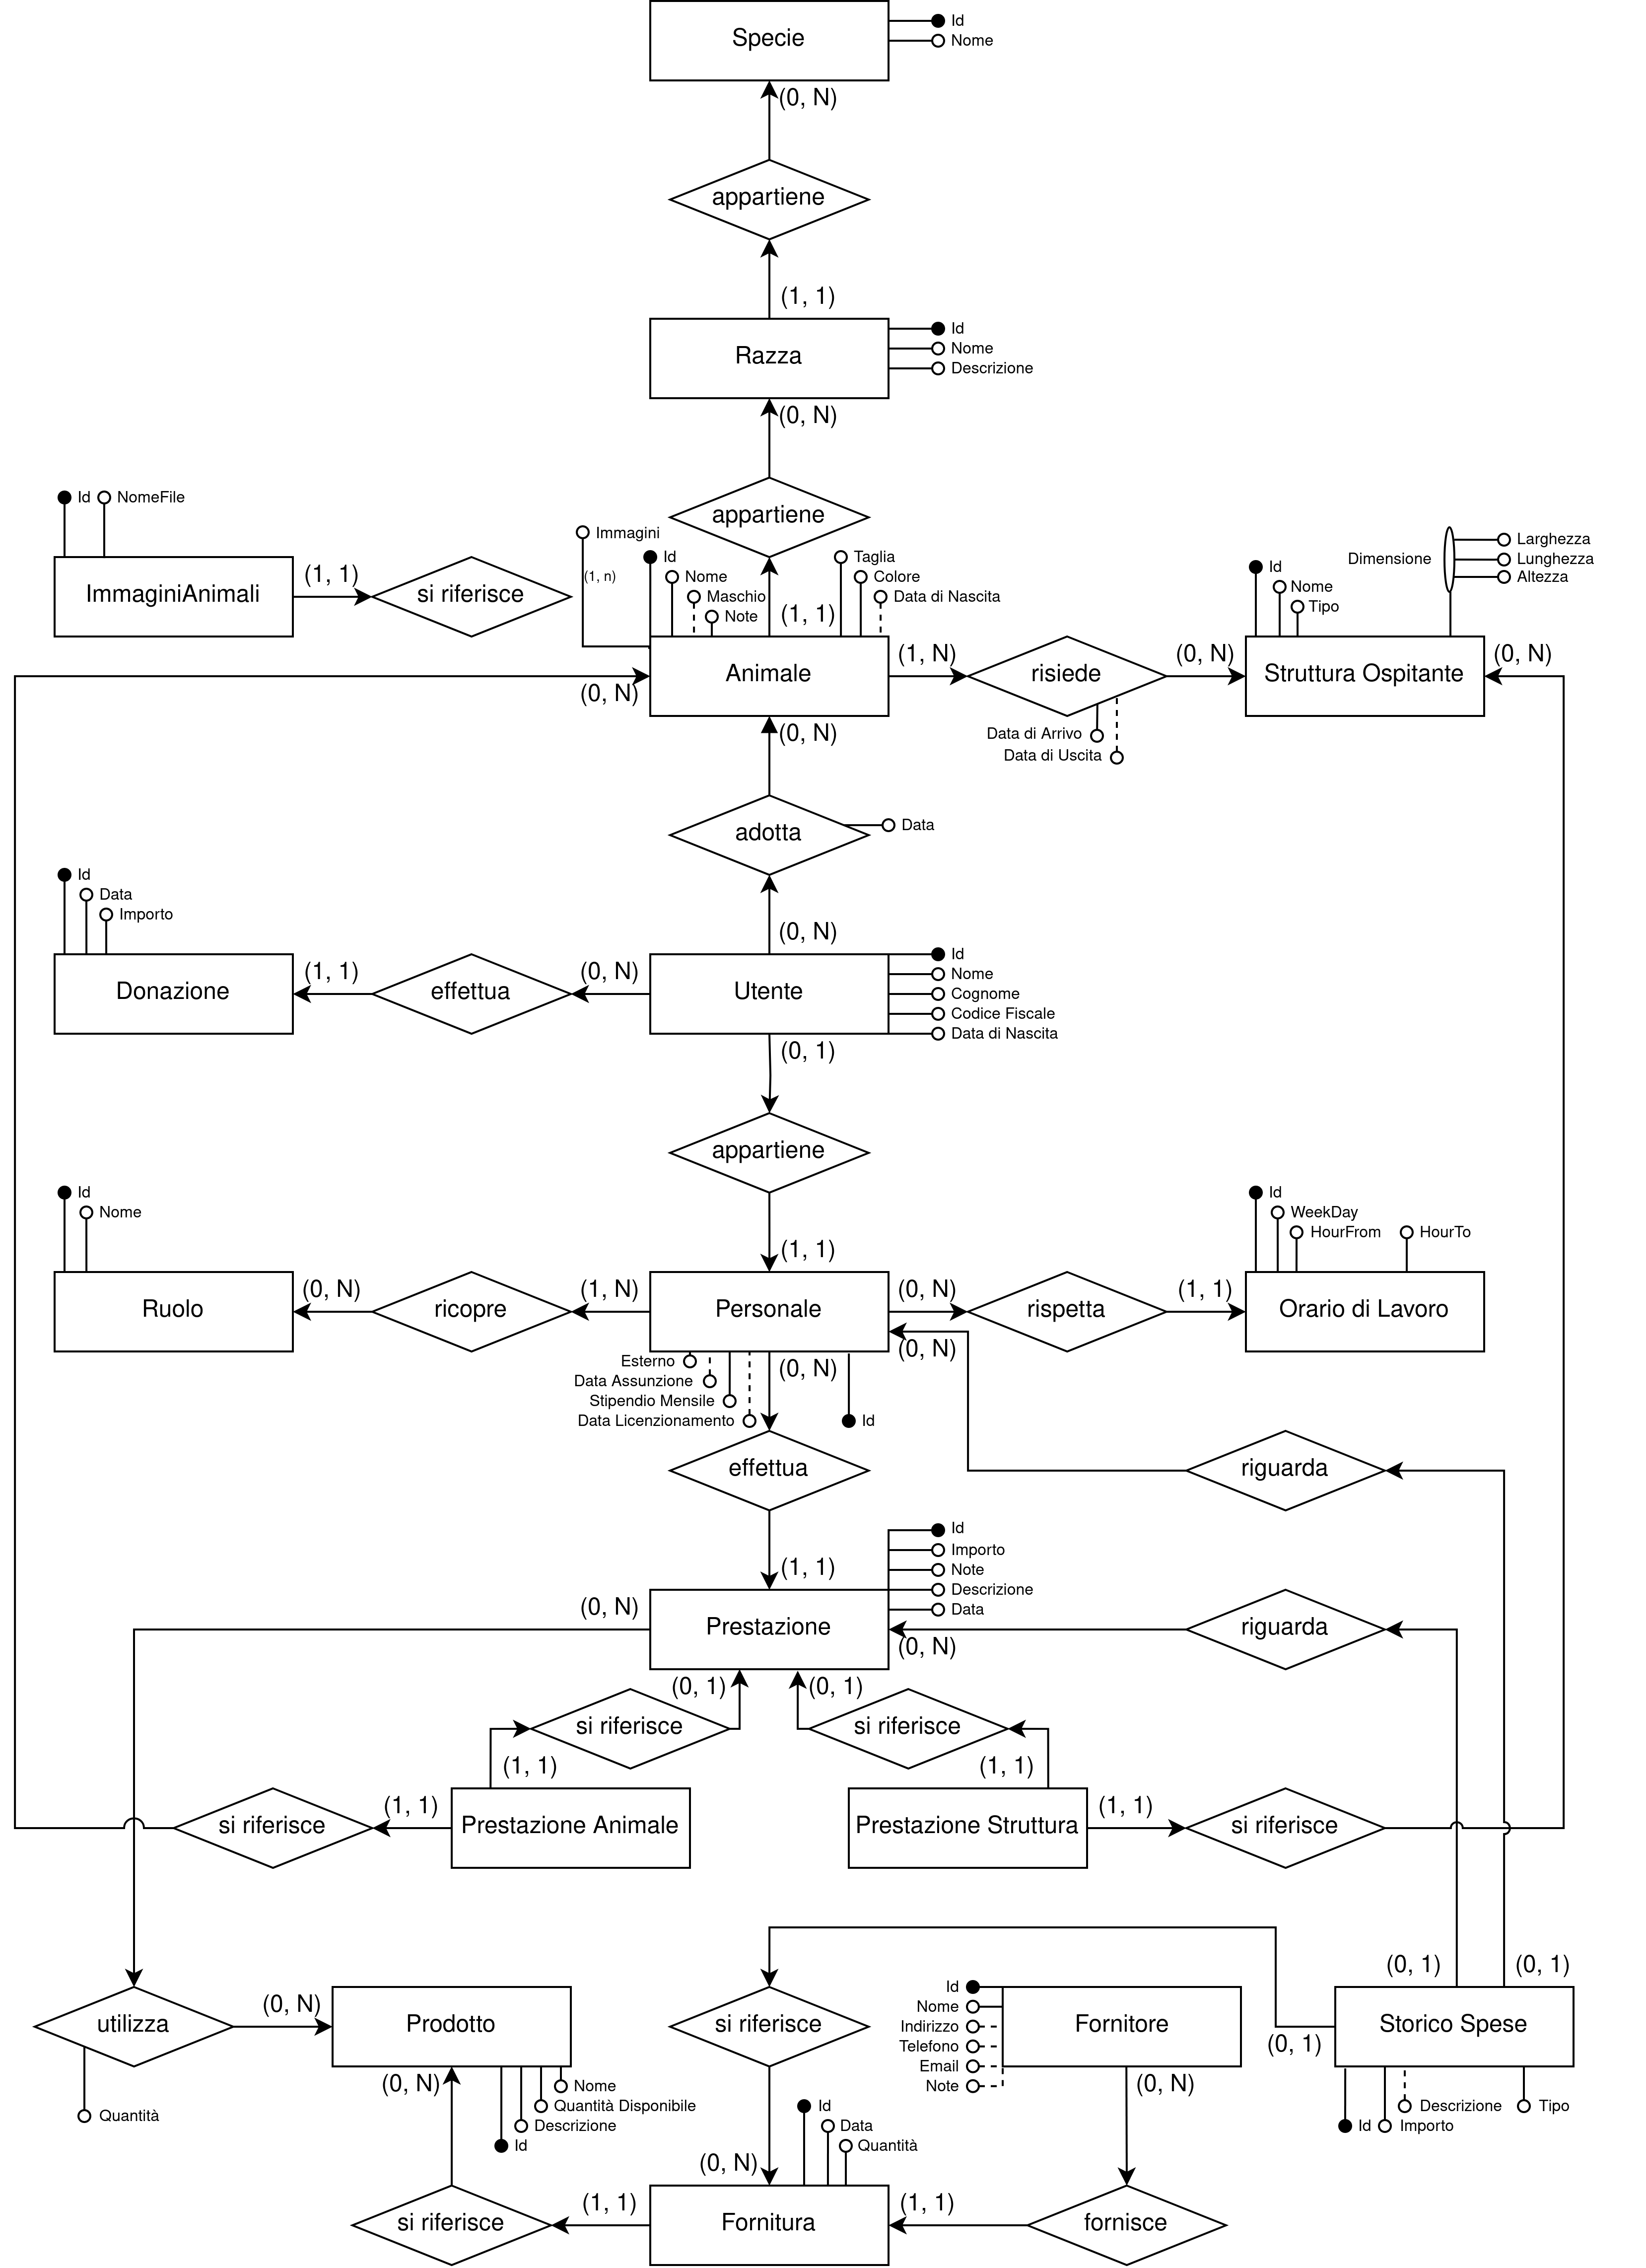 Specie
Id
Nome
(0, N)
appartiene
(1, 1)
Razza
Id
Nome
Descrizione
(0, N)
appartiene
Id
NomeFile
ImmaginiAnimali
(1, 1)
si riferisce
Immagini
(1, n)
Id
Nome
Maschio
Note
(1, 1)
Taglia
Colore
Data di Nascita
Animale
(0, N)
(1, N)
risiede
Data di Arrivo
Data di Uscita
(0, N)
Id
Nome
Tipo
Dimensione
Larghezza
Lunghezza
Altezza
Struttura Ospitante
(0, N)
(0, N)
adotta
Data
(0, N)
Id
Data
Importo
Donazione
(1, 1)
effettua
(0, N)
Utente
Id
Nome
Cognome
Codice Fiscale
Data di Nascita
(0, 1)
appartiene
(1, 1)
Id
Nome
Ruolo
(0, N)
ricopre
(1, N)
Personale
(0, N)
rispetta
(1, 1)
Id
WeekDay
HourFrom
HourTo
Orario di Lavoro
(0, N)
Esterno
Data Assunzione
Stipendio Mensile
Data Licenzionamento
(0, N)
Id
effettua
riguarda
(1, 1)
Id
Importo
Note
Descrizione
Data
(0, N)
Prestazione
(0, N)
riguarda
(0, 1)
si riferisce
(1, 1)
(0, 1)
si riferisce
(1, 1)
si riferisce
(1, 1)
Prestazione Animale
Prestazione Struttura
(1, 1)
si riferisce
(0, 1)
(0, 1)
utilizza
Quantità
(0, N)
Prodotto
(0, N)
Nome
Quantità Disponibile
Descrizione
Id
si riferisce
Id
Nome
Indirizzo
Telefono
Email
Note
Fornitore
(0, N)
(0, 1)
Storico Spese
Descrizione
Tipo
Id
Importo
(0, N)
Id
Data
Quantità
si riferisce
(1, 1)
Fornitura
(1, 1)
fornisce